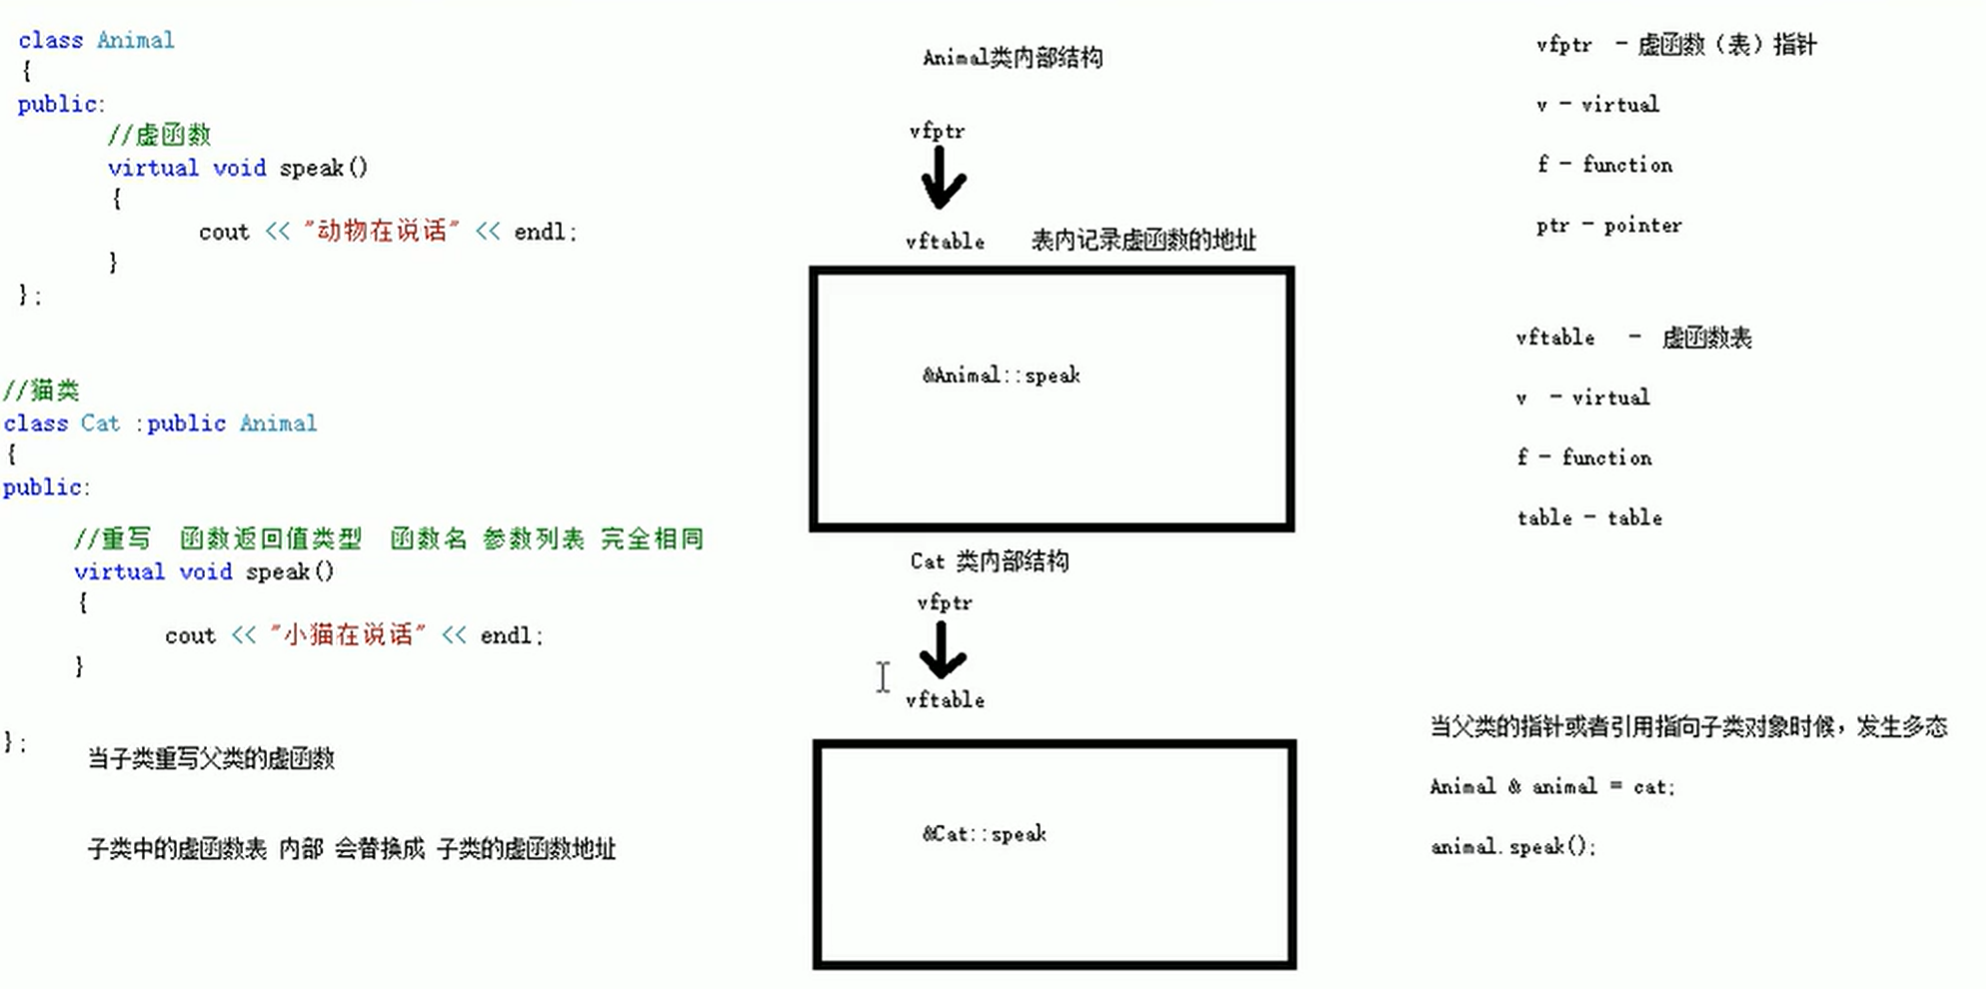 class Animal
{
public:
//虚函数
virtual void speak()
{
cout << "动物在说话" << endl;
}
};
//猫类
class Cat :public Animal
{
public:
//重写 函数返回值类型 函数名 参数列表 完全相同
virtual void speak()
{
cout << "小猫在说话" << endl;
}
};
当子类重写父类的虚函数
子类中的虚函数表 内部 会替换成 子类的虚函数地址
Animal类内部结构
vfptr
vftable 表内记录虚函数的地址
&Animal::speak
Cat 类内部结构
vfptr
vftable
&Cat::speak
vfptr - 虚函数（表）指针
v - virtual
f - function
ptr - pointer
vftable - 虚函数表
v - virtual
f - function
table - table
当父类的指针或者引用指向子类对象时候，发生多态
Animal & animal = cat;
animal.speak();